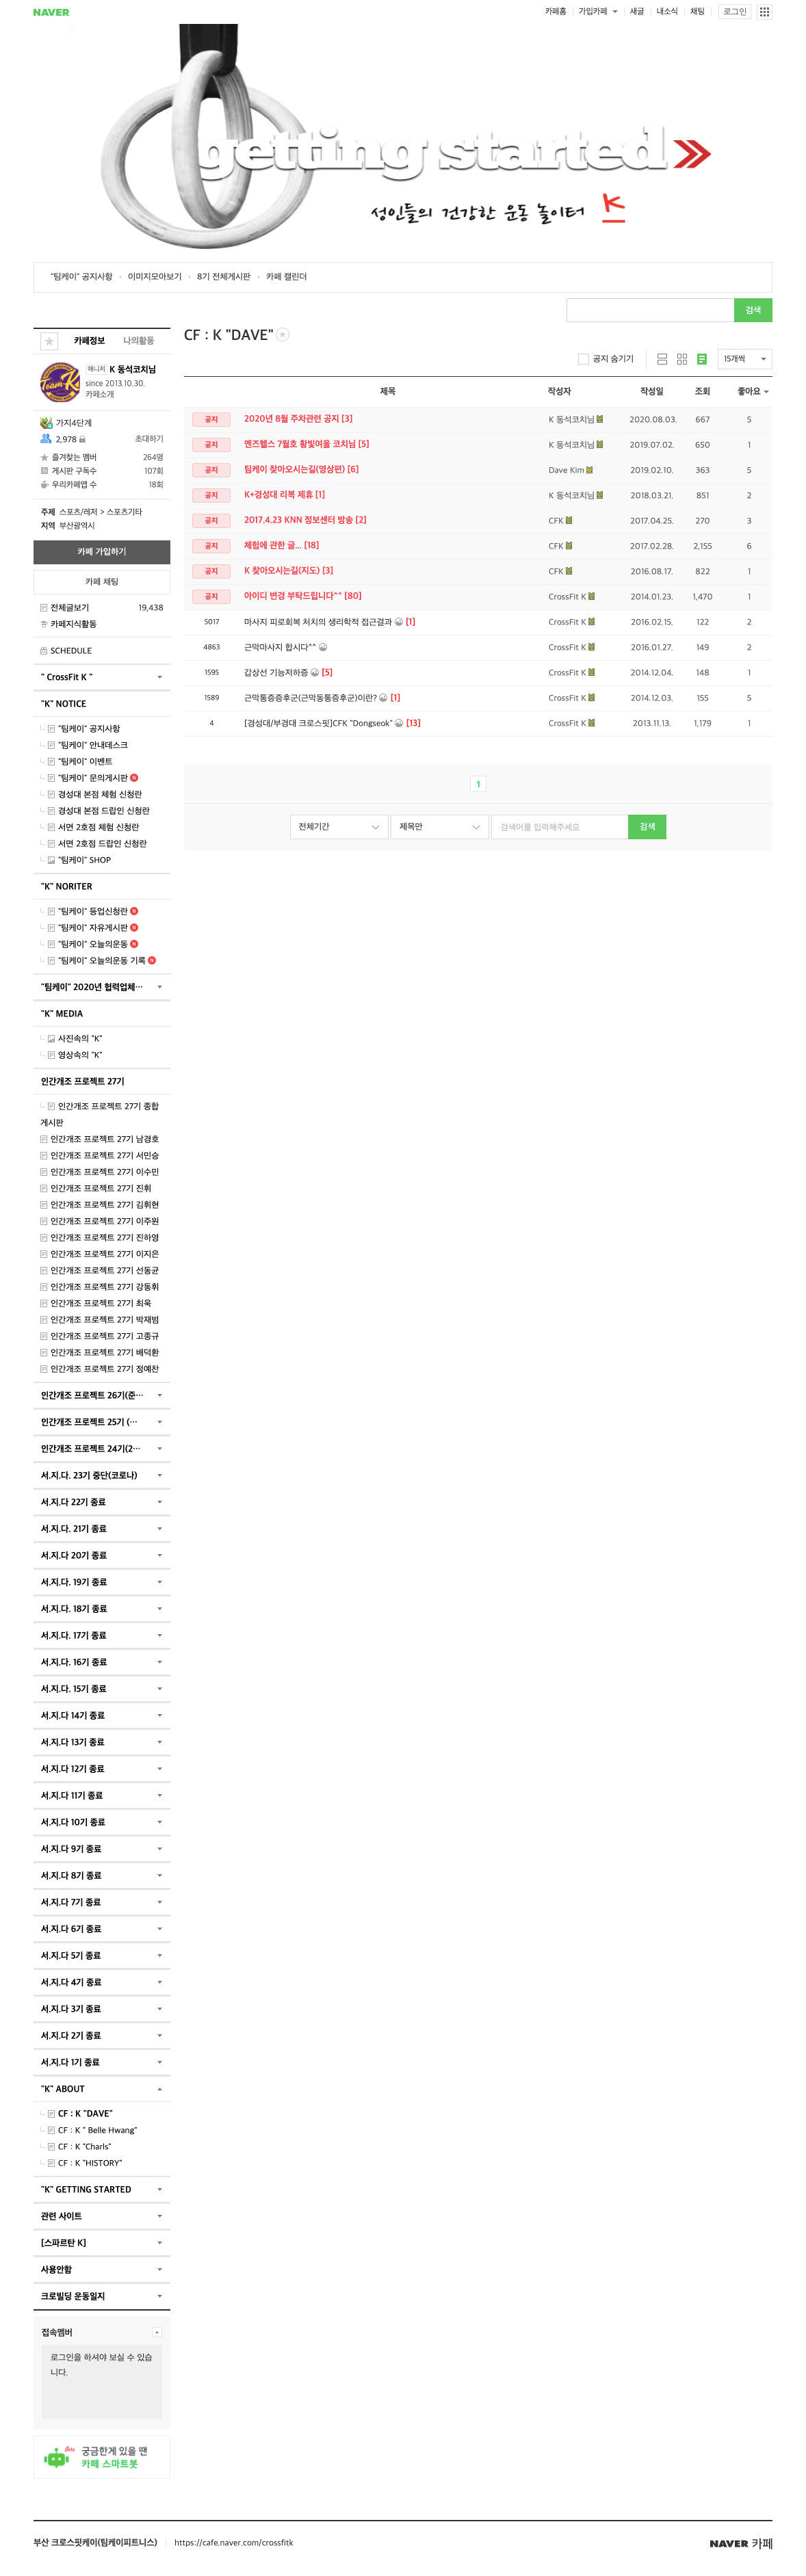 NAVER
카페홈 가입카페 새글 내소식 채팅 로그인
getting started
성인들의 건강한 운동 놀이터 K
"팀케이" 공지사항 · 이미지모아보기 · 8기 전체게시판 · 카페 캘린더
검색
카페정보 나의활동
매니저 K 동석코치님
since 2013.10.30.
카페소개
가지4단계
2,978 초대하기
즐겨찾는 멤버 264명
게시판 구독수 107회
우리카페앱 수 18회
주제 스포츠/레저 > 스포츠기타
지역 부산광역시
카페 가입하기
카페 채팅
전체글보기 19,438
카페지식활동
SCHEDULE
" CrossFit K "
"K" NOTICE
"팀케이" 공지사항
"팀케이" 안내데스크
"팀케이" 이벤트
"팀케이" 문의게시판 N
경성대 본점 체험 신청란
경성대 본점 드랍인 신청란
서면 2호점 체험 신청란
서면 2호점 드랍인 신청란
"팀케이" SHOP
"K" NORITER
"팀케이" 등업신청란 N
"팀케이" 자유게시판 N
"팀케이" 오늘의운동 N
"팀케이" 오늘의운동 기록 N
"팀케이" 2020년 협력업체…
"K" MEDIA
사진속의 "K"
영상속의 "K"
인간개조 프로젝트 27기
인간개조 프로젝트 27기 종합
게시판
인간개조 프로젝트 27기 남경호
인간개조 프로젝트 27기 서민승
인간개조 프로젝트 27기 이수민
인간개조 프로젝트 27기 진휘
인간개조 프로젝트 27기 김휘현
인간개조 프로젝트 27기 이주원
인간개조 프로젝트 27기 진하영
인간개조 프로젝트 27기 이지은
인간개조 프로젝트 27기 선동균
인간개조 프로젝트 27기 강동휘
인간개조 프로젝트 27기 최욱
인간개조 프로젝트 27기 박재범
인간개조 프로젝트 27기 고종규
인간개조 프로젝트 27기 배덕환
인간개조 프로젝트 27기 정예찬
인간개조 프로젝트 26기(준…
인간개조 프로젝트 25기 (…
인간개조 프로젝트 24기(2…
서.지.다. 23기 중단(코로나)
서.지.다 22기 종료
서.지.다. 21기 종료
서.지.다 20기 종료
서.지.다. 19기 종료
서.지.다. 18기 종료
서.지.다. 17기 종료
서.지.다. 16기 종료
서.지.다. 15기 종료
서.지.다 14기 종료
서.지.다 13기 종료
서.지.다 12기 종료
서.지.다 11기 종료
서.지.다 10기 종료
서.지.다 9기 종료
서.지.다 8기 종료
서.지.다 7기 종료
서.지.다 6기 종료
서.지.다 5기 종료
서.지.다 4기 종료
서.지.다 3기 종료
서.지.다 2기 종료
서.지.다 1기 종료
"K" ABOUT
CF : K "DAVE"
CF : K " Belle Hwang"
CF : K "Charls"
CF : K "HISTORY"
"K" GETTING STARTED
관련 사이트
[스파르탄 K]
사용안함
크로빌딩 운동일지
접속멤버
로그인을 하셔야 보실 수 있습
니다.
궁금한게 있을 땐
카페 스마트봇
CF : K "DAVE"
공지 숨기기 15개씩
제목 작성자 작성일 조회 좋아요
공지 2020년 8월 주차관련 공지 [3] K 동석코치님 2020.08.03. 667 5
공지 멘즈헬스 7월호 황빛여울 코치님 [5] K 동석코치님 2019.07.02. 650 1
공지 팀케이 찾아오시는길(영상편) [6] Dave Kim 2019.02.10. 363 5
공지 K+경성대 리복 제휴 [1] K 동석코치님 2018.03.21. 851 2
공지 2017.4.23 KNN 정보센터 방송 [2] CFK 2017.04.25. 270 3
공지 체험에 관한 글... [18] CFK 2017.02.28. 2,155 6
공지 K 찾아오시는길(지도) [3] CFK 2016.08.17. 822 1
공지 아이디 변경 부탁드립니다^^ [80] CrossFit K 2014.01.23. 1,470 1
5017 마사지 피로회복 처치의 생리학적 접근결과 [1] CrossFit K 2016.02.15. 122 2
4863 근막마사지 합시다^^ CrossFit K 2016.01.27. 149 2
1595 갑상선 기능저하증 [5] CrossFit K 2014.12.04. 148 1
1589 근막통증증후군(근막동통증후군)이란? [1] CrossFit K 2014.12.03. 155 5
4 [경성대/부경대 크로스핏]CFK "Dongseok" [13] CrossFit K 2013.11.13. 1,179 1
1
전체기간 제목만 검색어를 입력해주세요 검색
부산 크로스핏케이(팀케이피트니스) https://cafe.naver.com/crossfitk
NAVER 카페